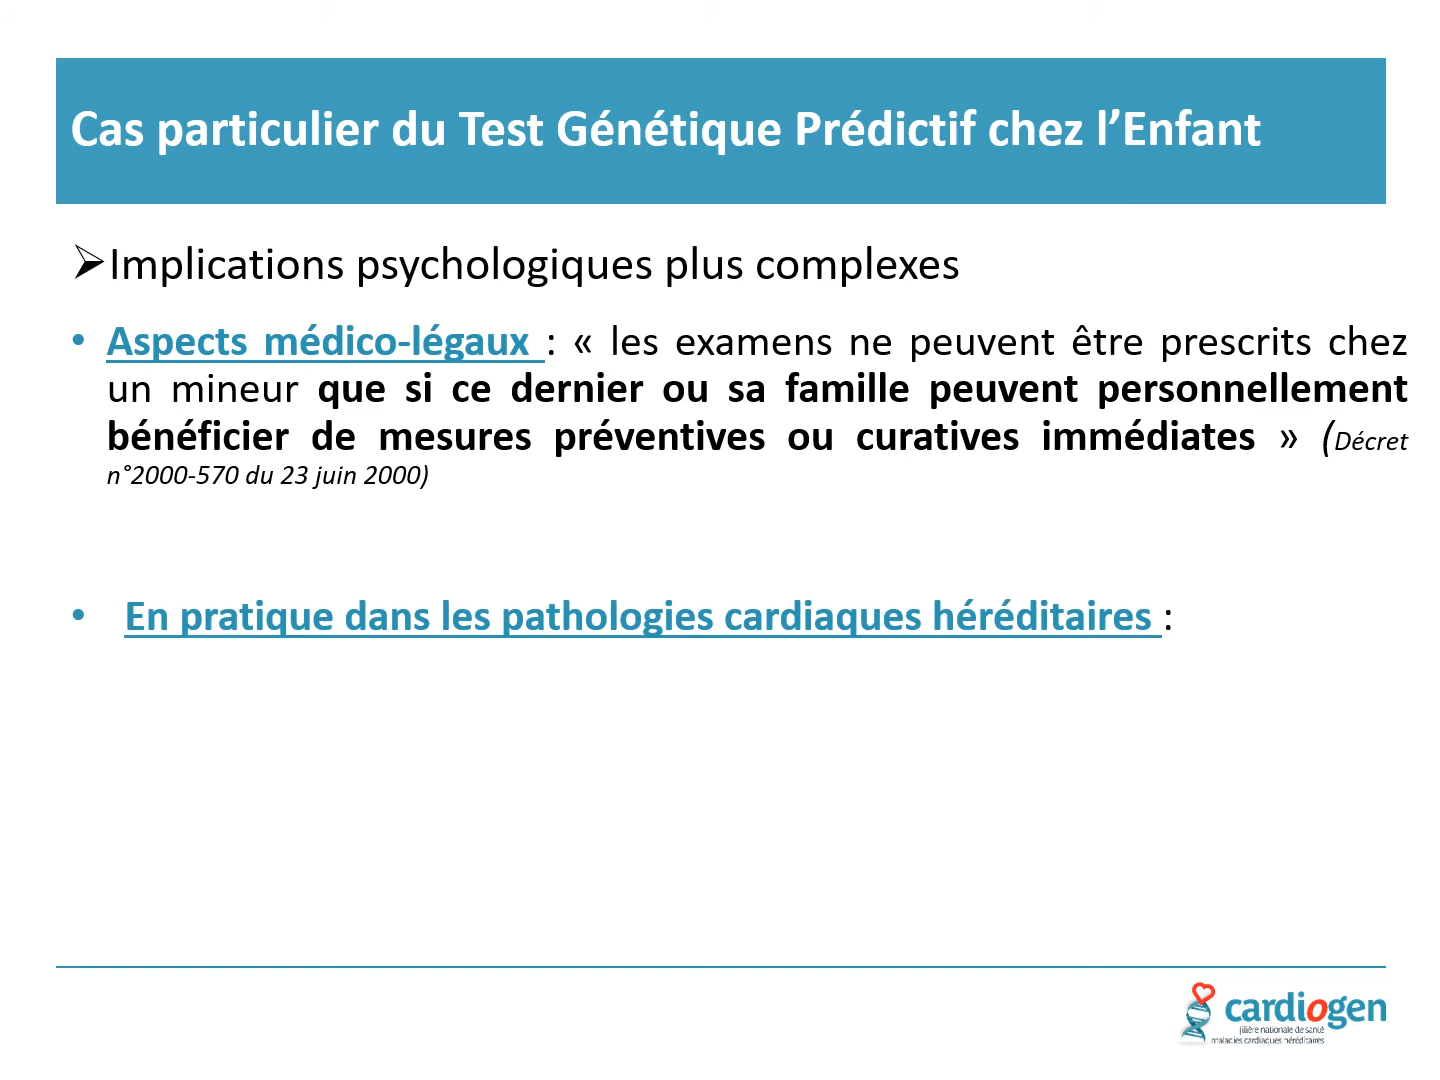 Cas particulier du Test Génétique Prédictif chez l’Enfant
➢Implications psychologiques plus complexes
• Aspects médico-légaux : « les examens ne peuvent être prescrits chez
un mineur que si ce dernier ou sa famille peuvent personnellement
bénéficier de mesures préventives ou curatives immédiates » (Décret
n°2000-570 du 23 juin 2000)
• En pratique dans les pathologies cardiaques héréditaires :
cardiogen
filière nationale de santé
maladies cardiaques héréditaires